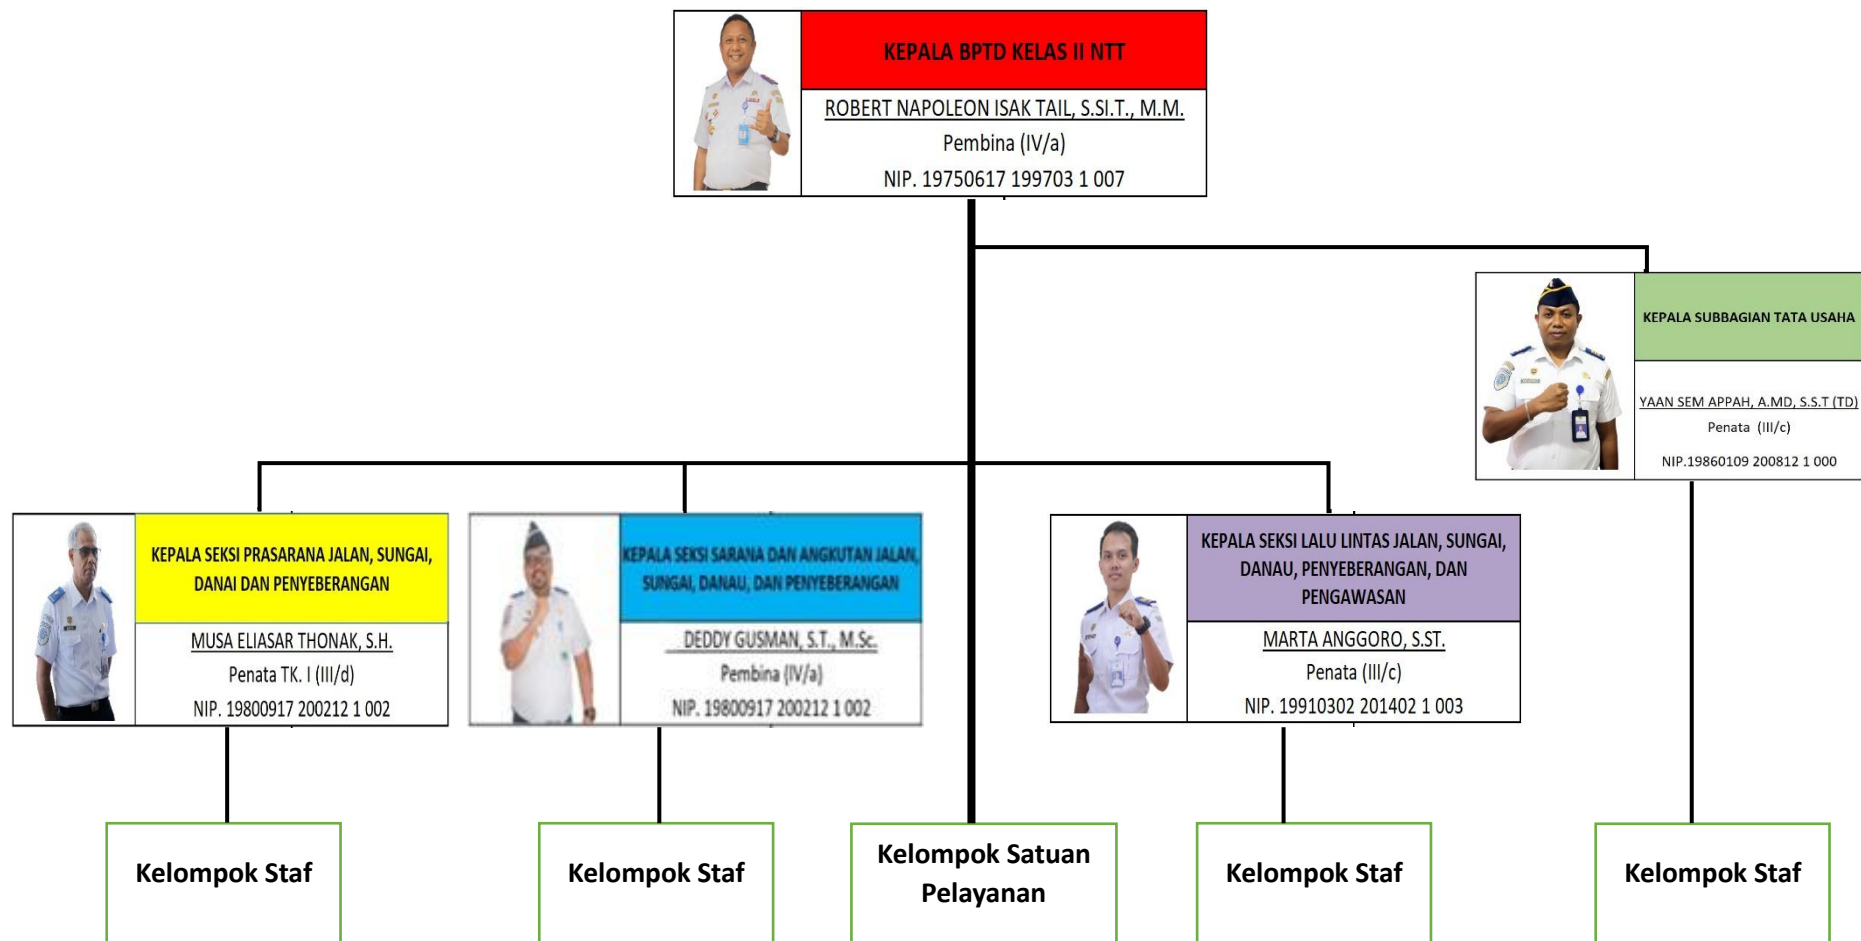 KEPALA BPTD KELAS II NTT
ROBERT NAPOLEON ISAK TAIL, S.SI.T., M.M.
Pembina (IV/a)
NIP. 19750617 199703 1 007
KEPALA SUBBAGIAN TATA USAHA
YAAN SEM APPAH, A.MD, S.S.T (TD)
Penata (III/c)
NIP.19860109 200812 1 000
KEPALA SEKSI PRASARANA JALAN, SUNGAI,
DANAI DAN PENYEBERANGAN
MUSA ELIASAR THONAK, S.H.
Penata TK. I (III/d)
NIP. 19800917 200212 1 002
KEPALA SEKSI SARANA DAN ANGKUTAN JALAN,
SUNGAI, DANAU, DAN PENYEBERANGAN
DEDDY GUSMAN, S.T., M.Sc.
Pembina (IV/a)
NIP. 19800917 200212 1 002
KEPALA SEKSI LALU LINTAS JALAN, SUNGAI,
DANAU, PENYEBERANGAN, DAN
PENGAWASAN
MARTA ANGGORO, S.ST.
Penata (III/c)
NIP. 19910302 201402 1 003
Kelompok Staf
Kelompok Staf
Kelompok Satuan
Pelayanan
Kelompok Staf
Kelompok Staf